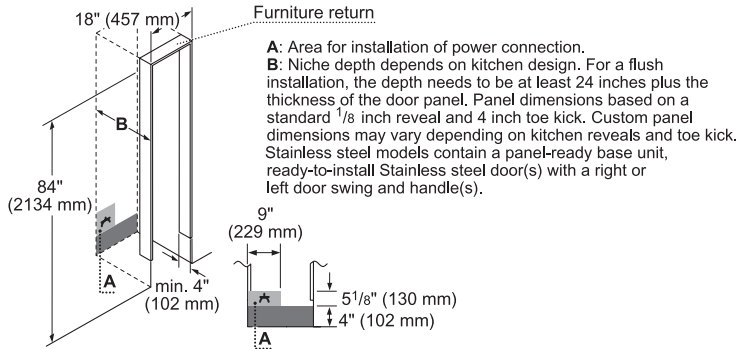 Furniture return
18" (457 mm)
A: Area for installation of power connection.
B: Niche depth depends on kitchen design. For a flush
installation, the depth needs to be at least 24 inches plus the
thickness of the door panel. Panel dimensions based on a
standard 1/8 inch reveal and 4 inch toe kick. Custom panel
dimensions may vary depending on kitchen reveals and toe kick.
Stainless steel models contain a panel-ready base unit,
ready-to-install Stainless steel door(s) with a right or
left door swing and handle(s).
B
84"
(2134 mm)
A
min. 4"
(102 mm)
9"
(229 mm)
51/8" (130 mm)
4" (102 mm)
A